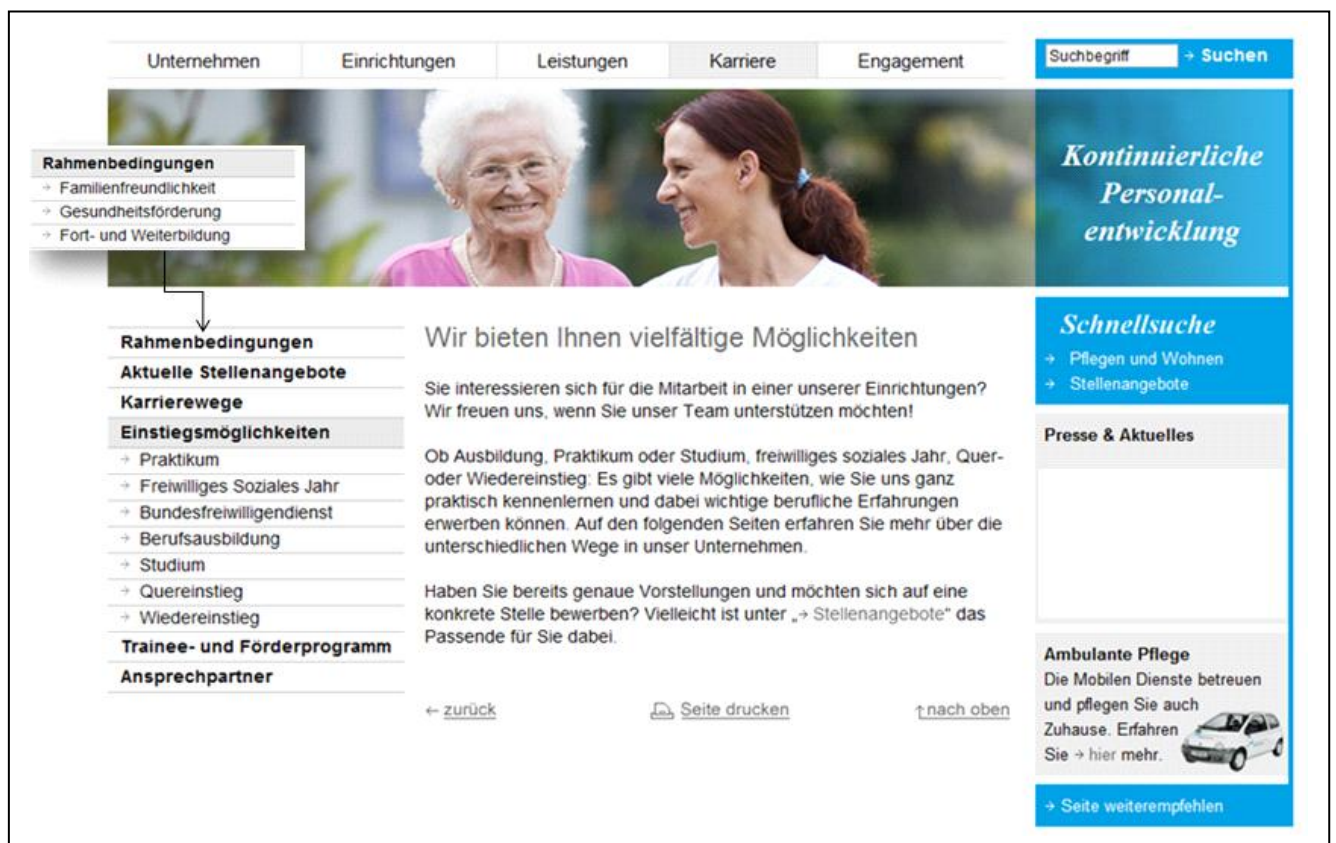 Unternehmen Einrichtungen Leistungen Karriere Engagement
Suchbegriff → Suchen
Kontinuierliche
Personal-
entwicklung
Rahmenbedingungen
→ Familienfreundlichkeit
→ Gesundheitsförderung
→ Fort- und Weiterbildung
Rahmenbedingungen
Aktuelle Stellenangebote
Karrierewege
Einstiegsmöglichkeiten
→ Praktikum
→ Freiwilliges Soziales Jahr
→ Bundesfreiwilligendienst
→ Berufsausbildung
→ Studium
→ Quereinstieg
→ Wiedereinstieg
Trainee- und Förderprogramm
Ansprechpartner
Wir bieten Ihnen vielfältige Möglichkeiten
Sie interessieren sich für die Mitarbeit in einer unserer Einrichtungen?
Wir freuen uns, wenn Sie unser Team unterstützen möchten!
Ob Ausbildung, Praktikum oder Studium, freiwilliges soziales Jahr, Quer-
oder Wiedereinstieg: Es gibt viele Möglichkeiten, wie Sie uns ganz
praktisch kennenlernen und dabei wichtige berufliche Erfahrungen
erwerben können. Auf den folgenden Seiten erfahren Sie mehr über die
unterschiedlichen Wege in unser Unternehmen.
Haben Sie bereits genaue Vorstellungen und möchten sich auf eine
konkrete Stelle bewerben? Vielleicht ist unter „→ Stellenangebote“ das
Passende für Sie dabei.
← zurück Seite drucken ↑nach oben
Schnellsuche
→ Pflegen und Wohnen
→ Stellenangebote
Presse & Aktuelles
Ambulante Pflege
Die Mobilen Dienste betreuen
und pflegen Sie auch
Zuhause. Erfahren
Sie → hier mehr.
→ Seite weiterempfehlen